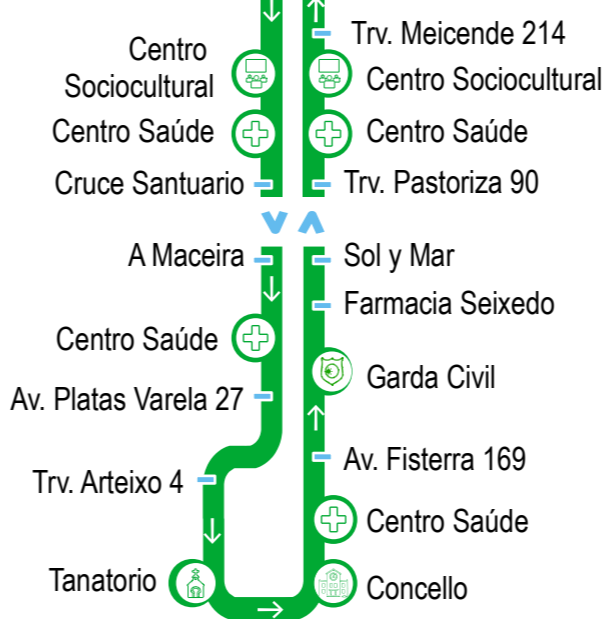 Trv. Meicende 214
Centro
Sociocultural
Centro Sociocultural
Centro Saúde
Centro Saúde
Cruce Santuario
Trv. Pastoriza 90
A Maceira
Sol y Mar
Farmacia Seixedo
Centro Saúde
Garda Civil
Av. Platas Varela 27
Av. Fisterra 169
Trv. Arteixo 4
Centro Saúde
Tanatorio
Concello